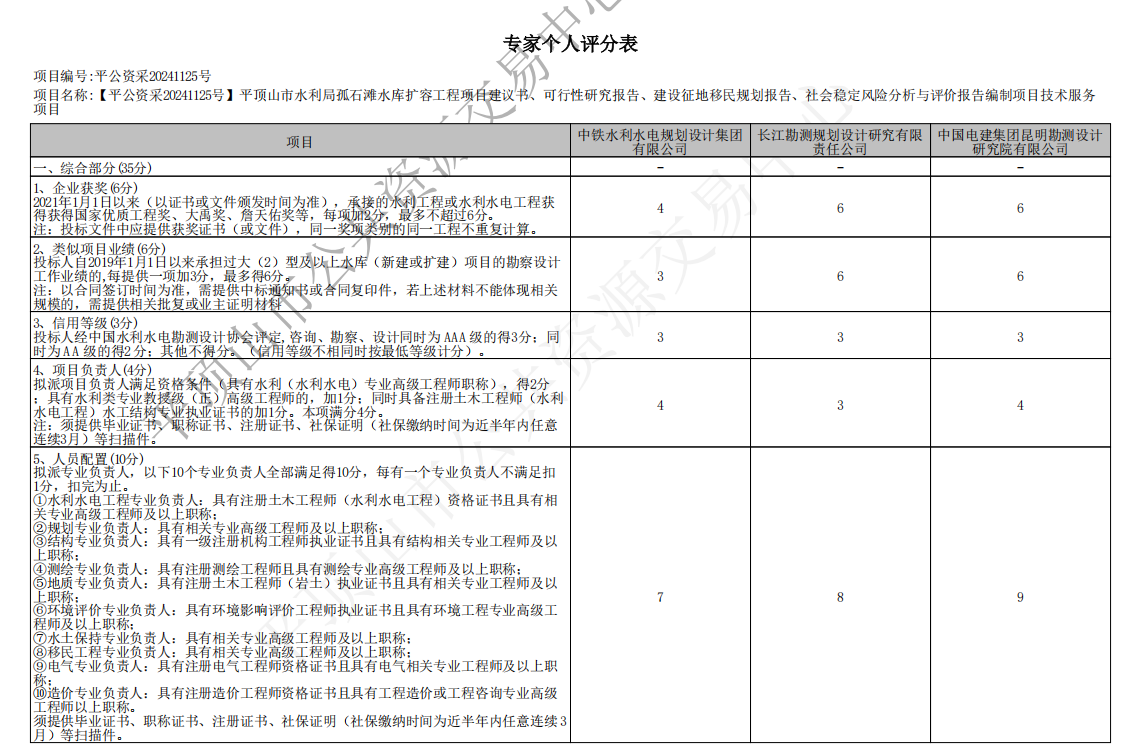 专家个人评分表
项目编号:平公资采20241125号
项目名称:【平公资采20241125号】平顶山市水利局孤石滩水库扩容工程项目建议书、可行性研究报告、建设征地移民规划报告、社会稳定风险分析与评价报告编制项目技术服务
项目
项目
中铁水利水电规划设计集团
有限公司
长江勘测规划设计研究有限
责任公司
中国电建集团昆明勘测设计
研究院有限公司
一、综合部分(35分)
-
-
-
1、企业获奖(6分)
2021年1月1日以来（以证书或文件颁发时间为准），承接的水利工程或水利水电工程获
得获得国家优质工程奖、大禹奖、詹天佑奖等，每项加2分，最多不超过6分。
注：投标文件中应提供获奖证书（或文件），同一奖项类别的同一工程不重复计算。
4
6
6
2、类似项目业绩(6分)
投标人自2019年1月1日以来承担过大（2）型及以上水库（新建或扩建）项目的勘察设计
工作业绩的,每提供一项加3分，最多得6分。
注：以合同签订时间为准，需提供中标通知书或合同复印件，若上述材料不能体现相关
规模的，需提供相关批复或业主证明材料
3
6
6
3、信用等级(3分)
投标人经中国水利水电勘测设计协会评定,咨询、勘察、设计同时为 AAA 级的得3分；同
时为AA 级的得2 分；其他不得分。（信用等级不相同时按最低等级计分）。
3
3
3
4、项目负责人(4分)
拟派项目负责人满足资格条件（具有水利（水利水电）专业高级工程师职称），得2分
；具有水利类专业教授级（正）高级工程师的，加1分；同时具备注册土木工程师（水利
水电工程）水工结构专业执业证书的加1分。本项满分4分。
注：须提供毕业证书、职称证书、注册证书、社保证明（社保缴纳时间为近半年内任意
连续3月）等扫描件。
4
3
4
5、人员配置(10分)
拟派专业负责人，以下10个专业负责人全部满足得10分，每有一个专业负责人不满足扣
1分，扣完为止。
①水利水电工程专业负责人：具有注册土木工程师（水利水电工程）资格证书且具有相
关专业高级工程师及以上职称；
②规划专业负责人：具有相关专业高级工程师及以上职称；
③结构专业负责人：具有一级注册机构工程师执业证书且具有结构相关专业工程师及以
上职称；
④测绘专业负责人：具有注册测绘工程师且具有测绘专业高级工程师及以上职称；
⑤地质专业负责人：具有注册土木工程师（岩土）执业证书且具有相关专业工程师及以
上职称；
⑥环境评价专业负责人：具有环境影响评价工程师执业证书且具有环境工程专业高级工
程师及以上职称；
⑦水土保持专业负责人：具有相关专业高级工程师及以上职称；
⑧移民工程专业负责人：具有相关专业高级工程师及以上职称；
⑨电气专业负责人：具有注册电气工程师资格证书且具有电气相关专业工程师及以上职
称；
⑩造价专业负责人：具有注册造价工程师资格证书且具有工程造价或工程咨询专业高级
工程师以上职称。
须提供毕业证书、职称证书、注册证书、社保证明（社保缴纳时间为近半年内任意连续 3
月）等扫描件。
7
8
9
平顶山市公共资源交易中心
平顶山市公共资源交易中心